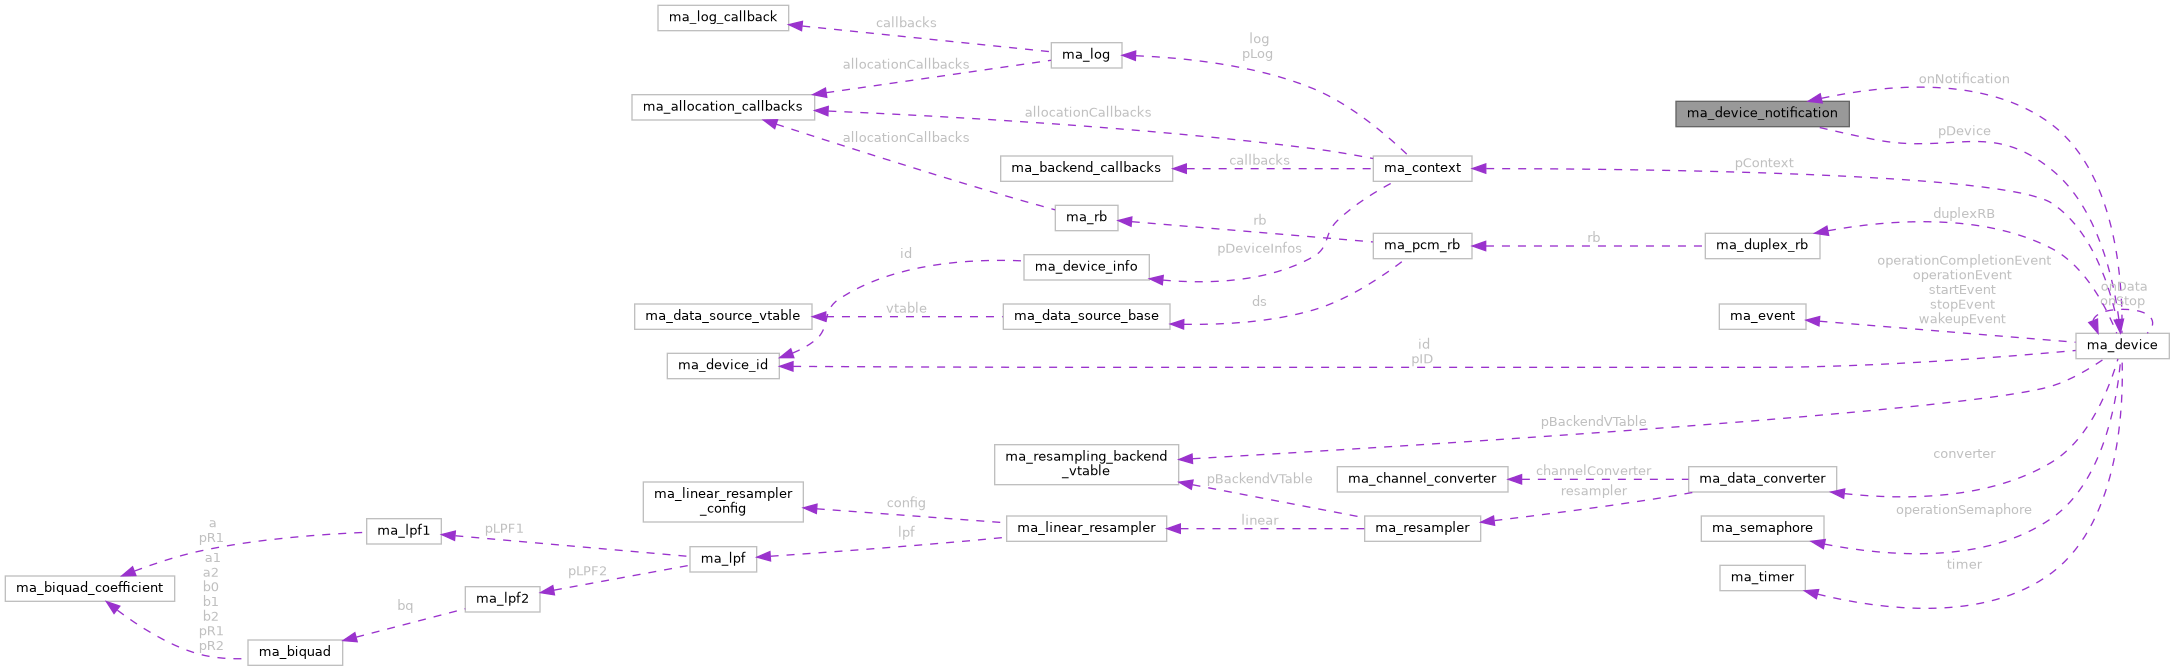 ma_log_callback
callbacks
ma_log
log
pLog
allocationCallbacks
onNotification
ma_allocation_callbacks
allocationCallbacks
ma_device_notification
pDevice
allocationCallbacks
callbacks
pContext
ma_backend_callbacks
ma_context
ma_rb
rb
duplexRB
ma_pcm_rb
rb
ma_duplex_rb
pDeviceInfos
id
ma_device_info
operationCompletionEvent
operationEvent
startEvent
stopEvent
wakeupEvent
onData
onStop
ma_data_source_vtable
vtable
ma_data_source_base
ds
ma_event
ma_device
ma_device_id
id
pID
pBackendVTable
ma_resampling_backend
_vtable
converter
pBackendVTable
ma_channel_converter
channelConverter
ma_data_converter
resampler
ma_linear_resampler
_config
config
operationSemaphore
ma_linear_resampler
linear
ma_resampler
ma_semaphore
lpf
a
pR1
ma_lpf1
pLPF1
ma_lpf
timer
ma_timer
ma_biquad_coefficient
a1
a2
b0
b1
b2
pR1
pR2
pLPF2
ma_lpf2
bq
ma_biquad